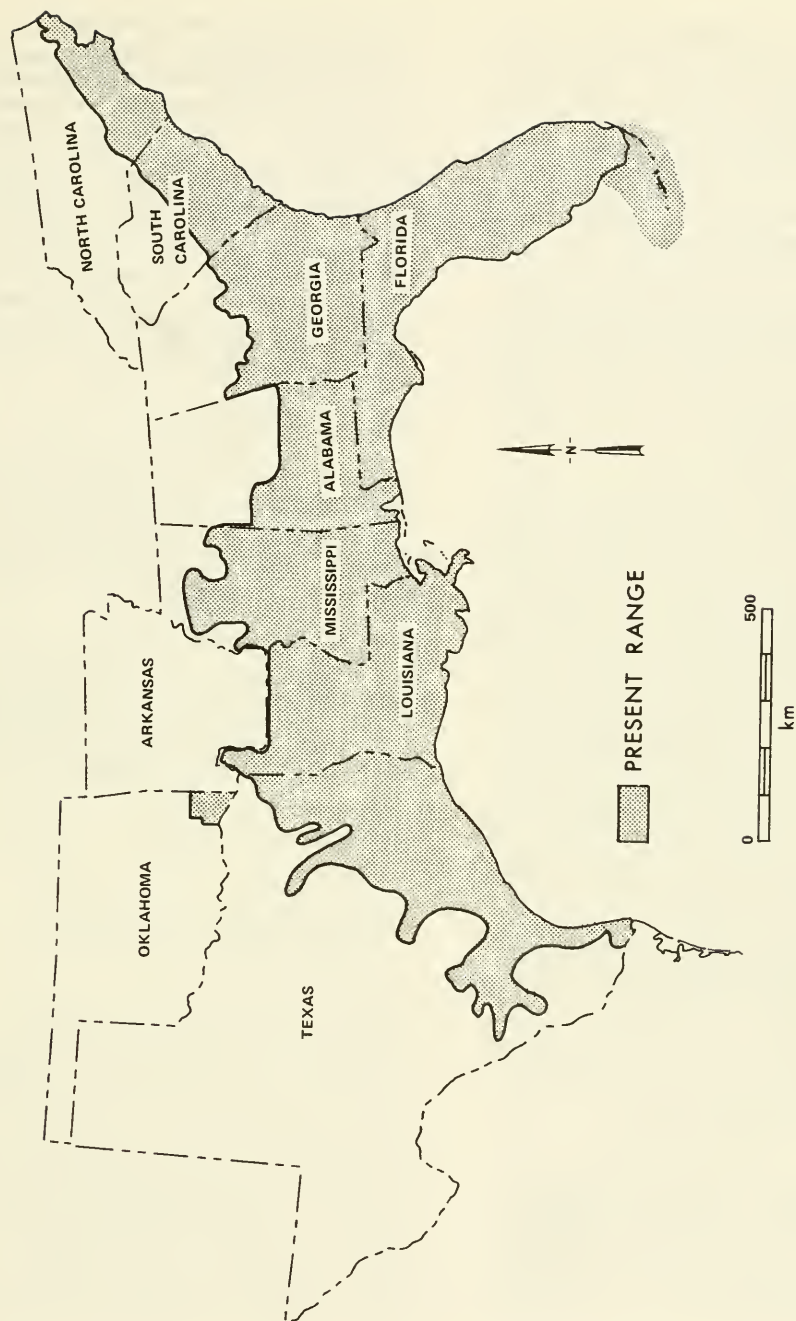 NORTH CAROLINA
SOUTH
CAROLINA
GEORGIA
FLORIDA
ALABAMA
MISSISSIPPI
ARKANSAS
LOUISIANA
OKLAHOMA
TEXAS
-N-
PRESENT RANGE
0 500
km